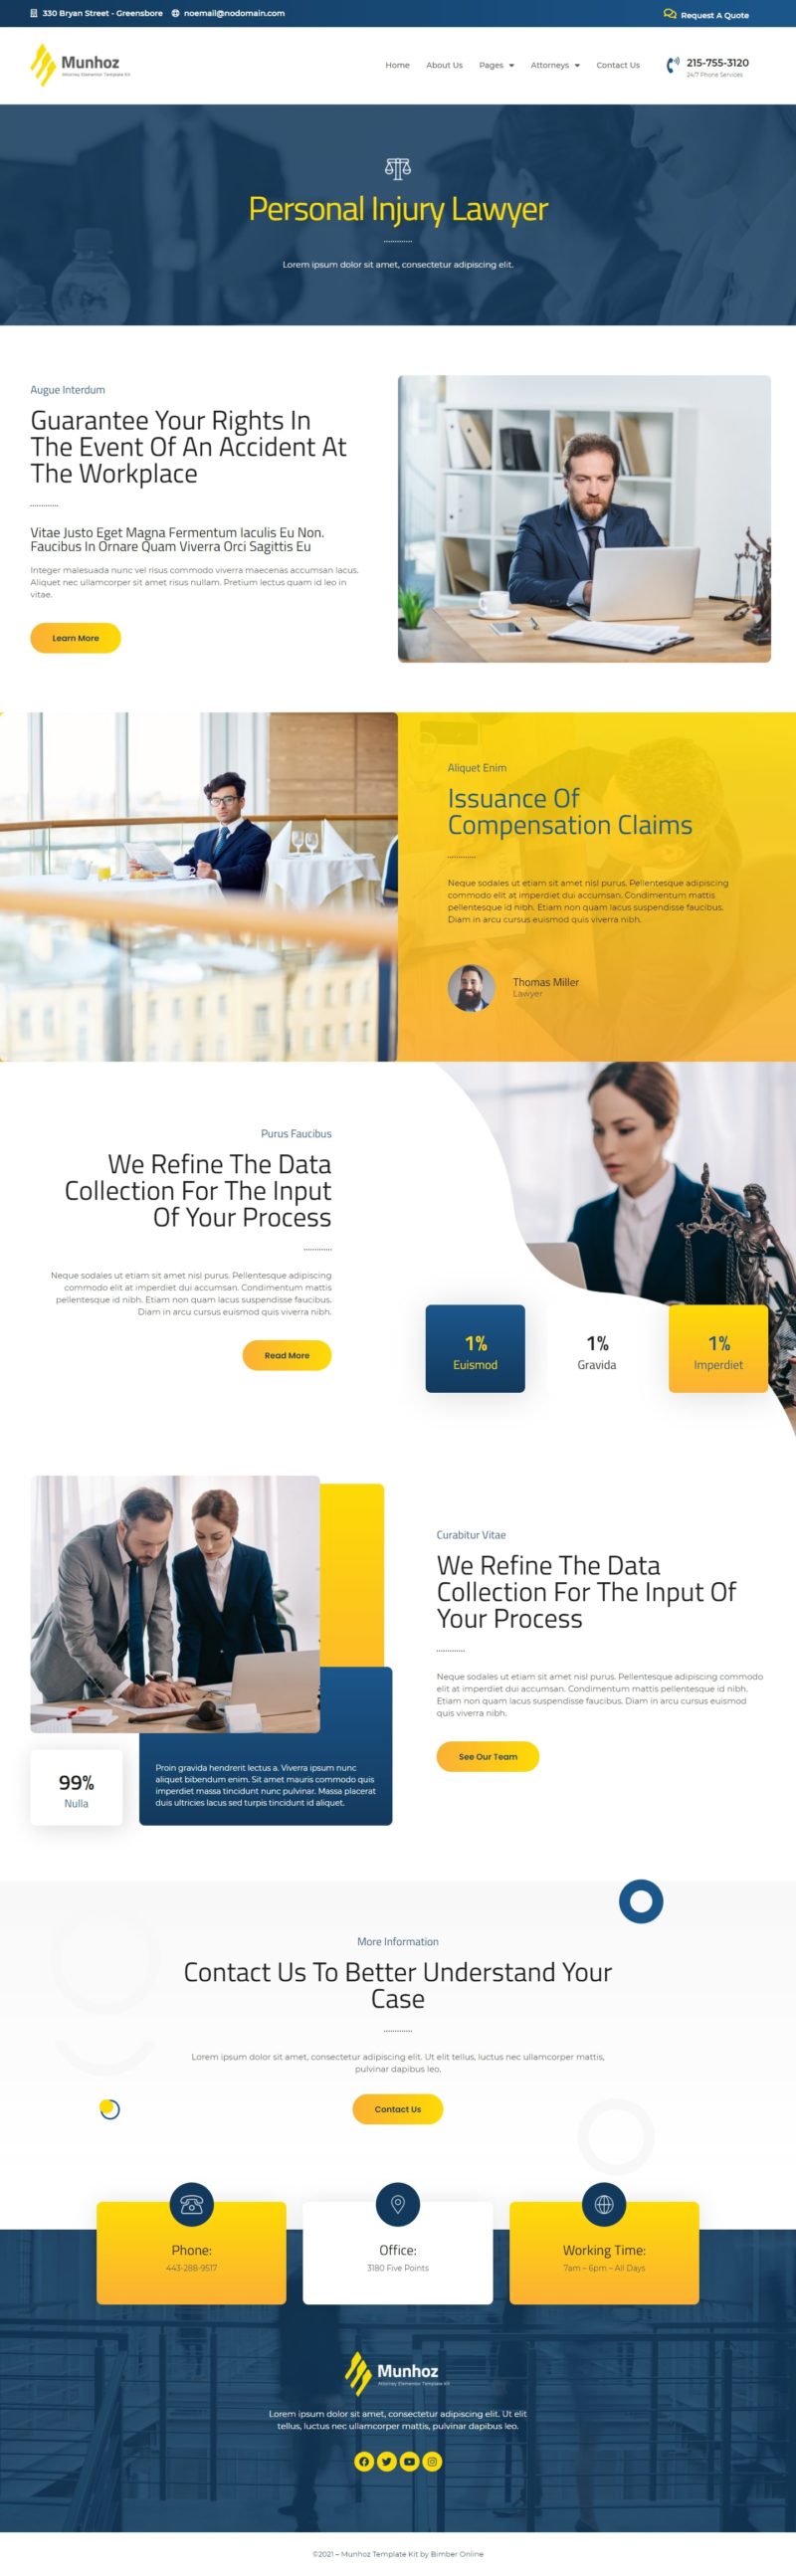 330 Bryan Street - Greensboro noemail@nodomain.com Request A Quote
Munhoz
Attorney Elementor Template Kit
Home About Us Pages Attorneys Contact Us
215-755-3120
24/7 Phone Services
Personal Injury Lawyer
Lorem ipsum dolor sit amet, consectetur adipiscing elit.
Augue Interdum
Guarantee Your Rights In
The Event Of An Accident At
The Workplace
Vitae Justo Eget Magna Fermentum Iaculis Eu Non.
Faucibus In Ornare Quam Viverra Orci Sagittis Eu
Integer malesuada nunc vel risus commodo viverra maecenas accumsan lacus.
Aliquet nec ullamcorper sit amet risus nullam. Pretium lectus quam id leo in
vitae.
Learn More
Aliquet Enim
Issuance Of
Compensation Claims
Neque sodales ut etiam sit amet nisl purus. Pellentesque adipiscing
commodo elit at imperdiet dui accumsan. Condimentum mattis
pellentesque id nibh. Etiam non quam lacus suspendisse faucibus.
Diam in arcu cursus euismod quis viverra nibh.
Thomas Miller
Lawyer
Purus Faucibus
We Refine The Data
Collection For The Input
Of Your Process
Neque sodales ut etiam sit amet nisl purus. Pellentesque adipiscing
commodo elit at imperdiet dui accumsan. Condimentum mattis
pellentesque id nibh. Etiam non quam lacus suspendisse faucibus.
Diam in arcu cursus euismod quis viverra nibh.
Read More
1%
Euismod
1%
Gravida
1%
Imperdiet
99%
Nulla
Proin gravida hendrerit lectus a. Viverra ipsum nunc
aliquet bibendum enim. Sit amet mauris commodo quis
imperdiet massa tincidunt nunc pulvinar. Massa placerat
duis ultricies lacus sed turpis tincidunt id aliquet.
Curabitur Vitae
We Refine The Data
Collection For The Input Of
Your Process
Neque sodales ut etiam sit amet nisl purus. Pellentesque adipiscing commodo
elit at imperdiet dui accumsan. Condimentum mattis pellentesque id nibh.
Etiam non quam lacus suspendisse faucibus. Diam in arcu cursus euismod
quis viverra nibh.
See Our Team
More Information
Contact Us To Better Understand Your
Case
Lorem ipsum dolor sit amet, consectetur adipiscing elit. Ut elit tellus, luctus nec ullamcorper mattis,
pulvinar dapibus leo.
Contact Us
Phone:
443-288-9517
Office:
3180 Five Points
Working Time:
7am – 6pm – All Days
Munhoz
Attorney Elementor Template Kit
Lorem ipsum dolor sit amet, consectetur adipiscing elit. Ut elit
tellus, luctus nec ullamcorper mattis, pulvinar dapibus leo.
©2021 – Munhoz Template Kit by Bimber Online